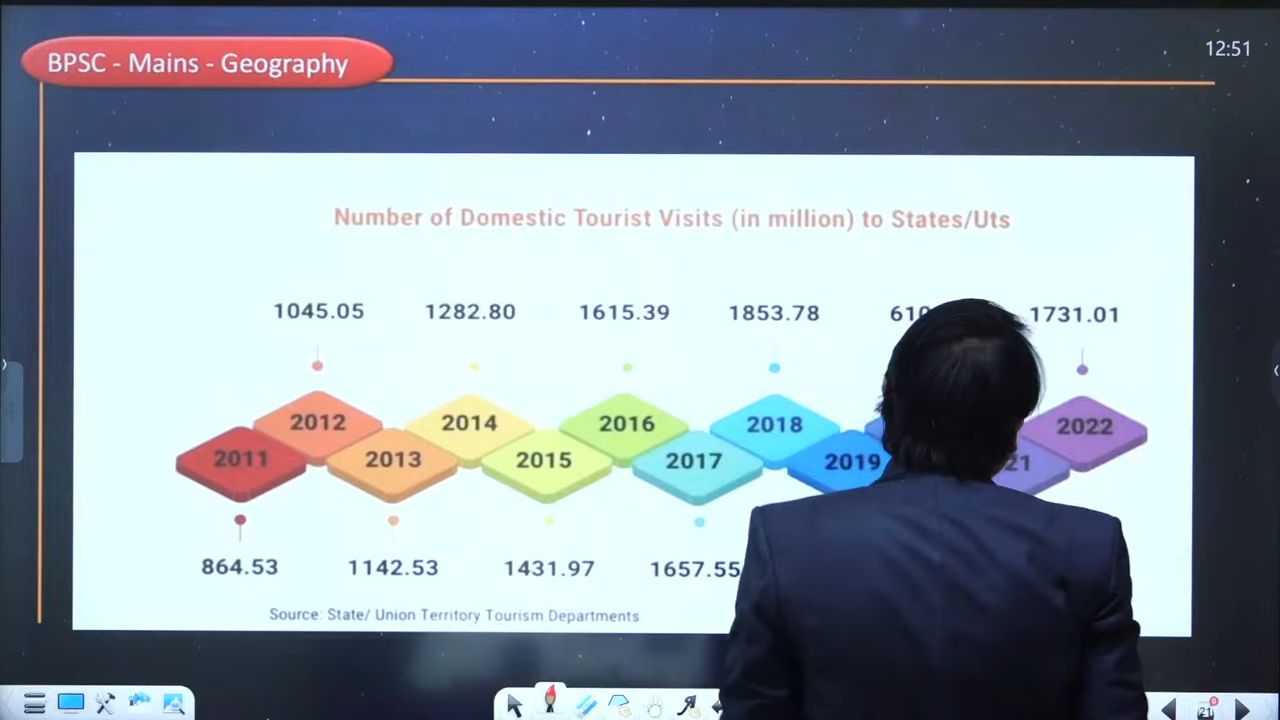 BPSC - Mains - Geography
12:51
Number of Domestic Tourist Visits (in million) to States/Uts
1045.05 1282.80 1615.39 1853.78 610 1731.01
2012 2014 2016 2018 2022
2011 2013 2015 2017 2019 21
864.53 1142.53 1431.97 1657.55
Source: State/ Union Territory Tourism Departments
21